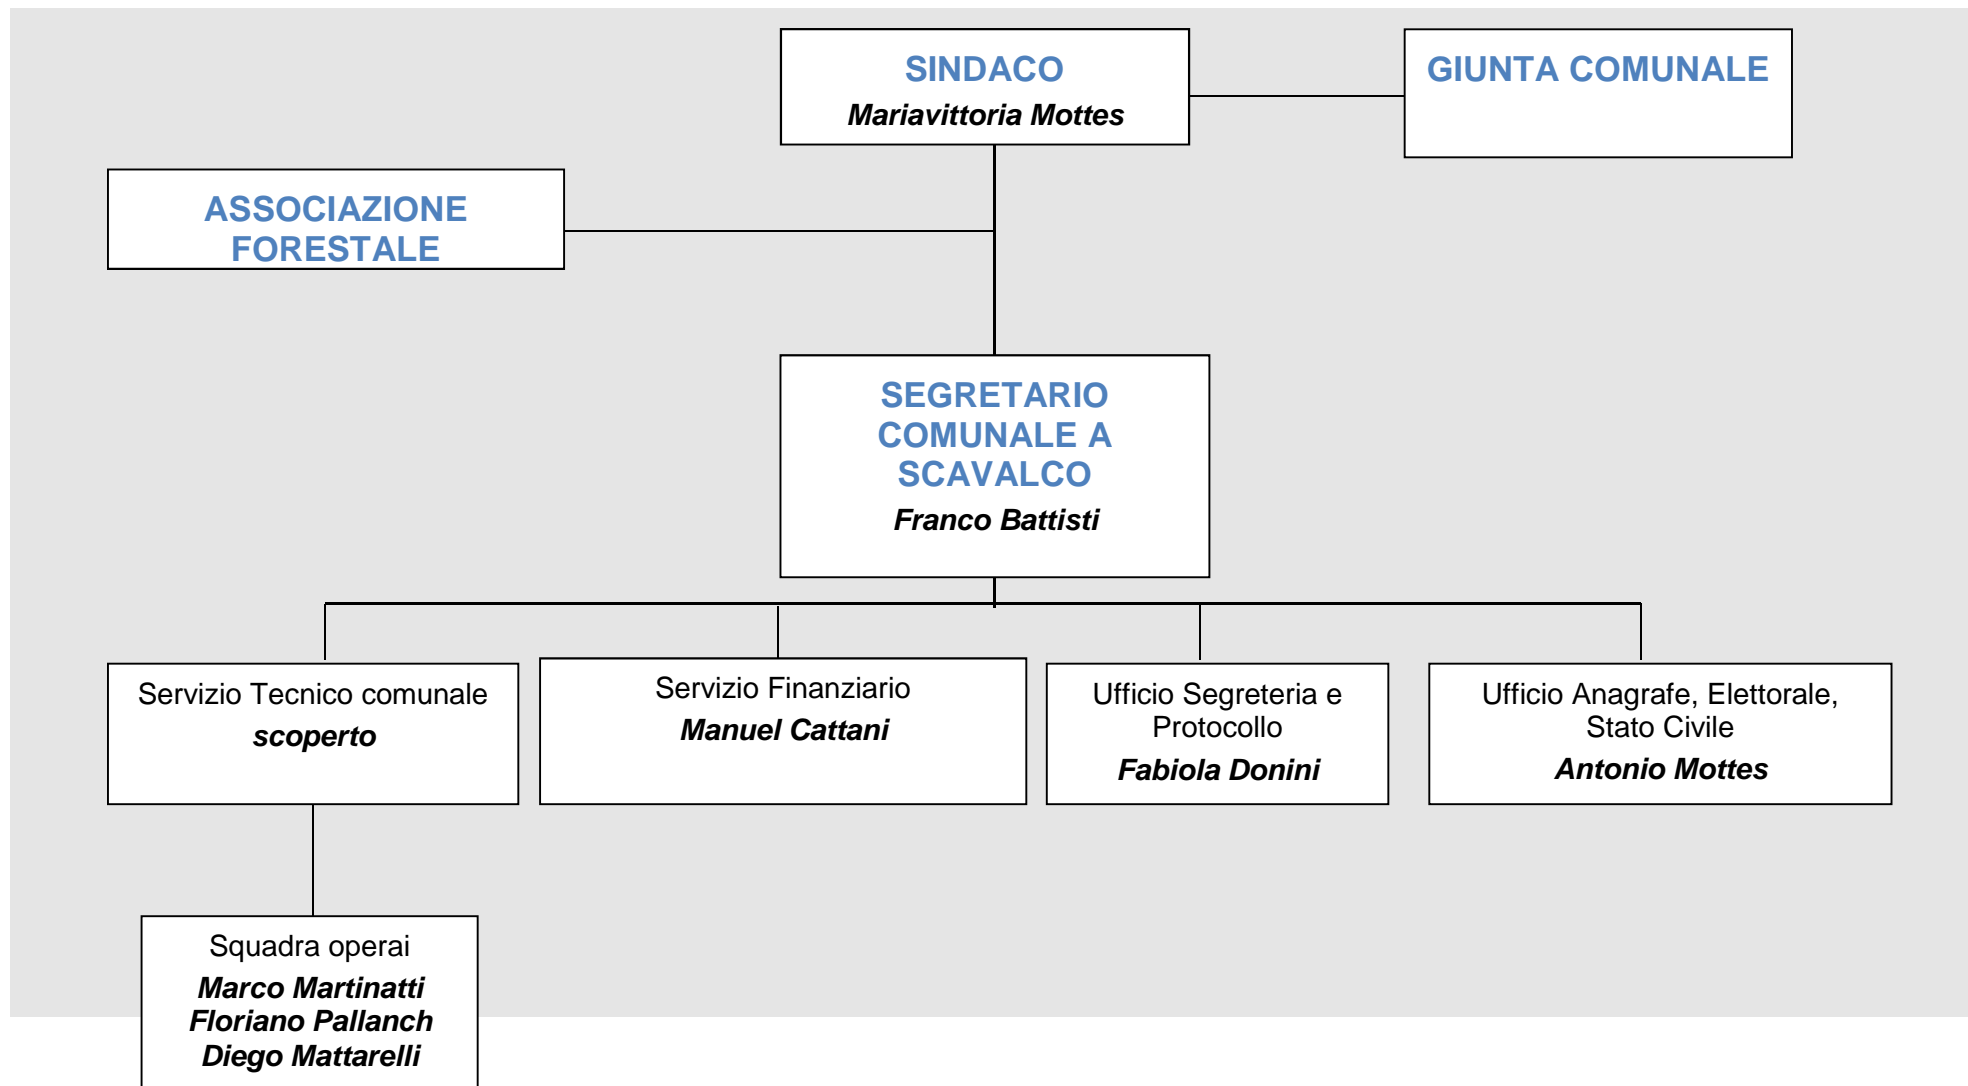 SINDACO
Mariavittoria Mottes
GIUNTA COMUNALE
ASSOCIAZIONE
FORESTALE
SEGRETARIO
COMUNALE A
SCAVALCO
Franco Battisti
Servizio Tecnico comunale
scoperto
Servizio Finanziario
Manuel Cattani
Ufficio Segreteria e
Protocollo
Fabiola Donini
Ufficio Anagrafe, Elettorale,
Stato Civile
Antonio Mottes
Squadra operai
Marco Martinatti
Floriano Pallanch
Diego Mattarelli